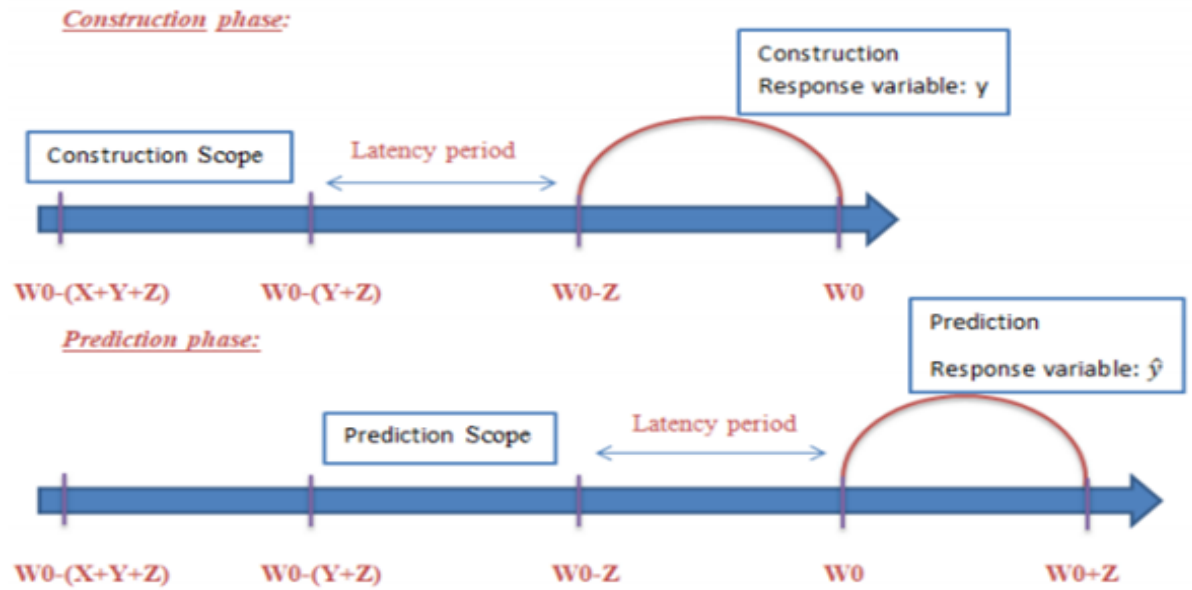 Construction phase:
Construction
Response variable: y
Construction Scope
Latency period
W0-(X+Y+Z)
W0-(Y+Z)
W0-Z
W0
Prediction phase:
Prediction
Response variable: ŷ
Prediction Scope
Latency period
W0-(X+Y+Z)
W0-(Y+Z)
W0-Z
W0
W0+Z